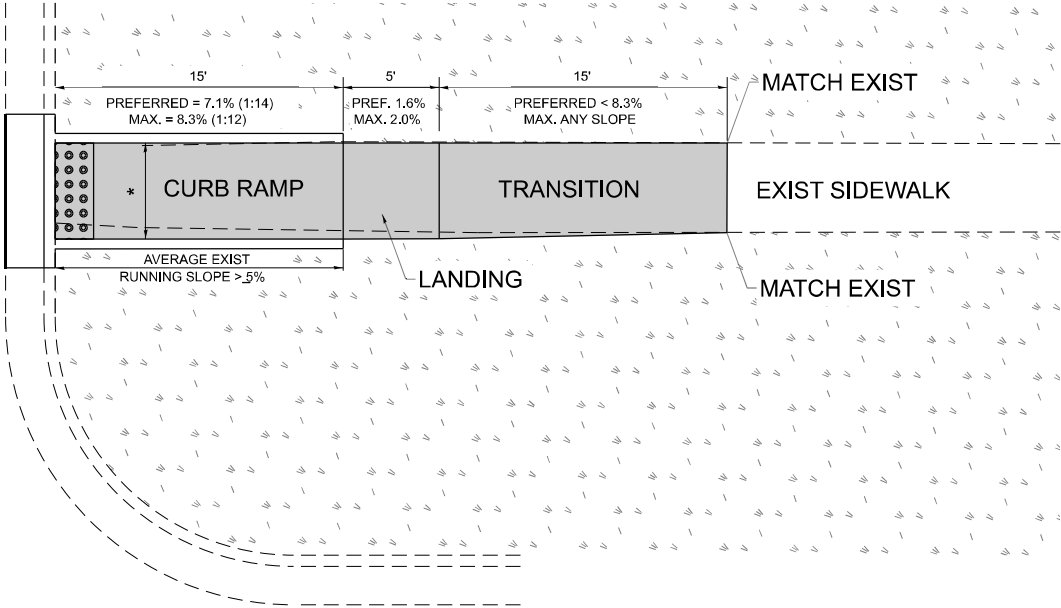 15'
5'
15'
PREFERRED = 7.1% (1:14)
MAX. = 8.3% (1:12)
PREF. 1.6%
MAX. 2.0%
PREFERRED < 8.3%
MAX. ANY SLOPE
MATCH EXIST
*
CURB RAMP
TRANSITION
EXIST SIDEWALK
AVERAGE EXIST
RUNNING SLOPE > 5%
LANDING
MATCH EXIST